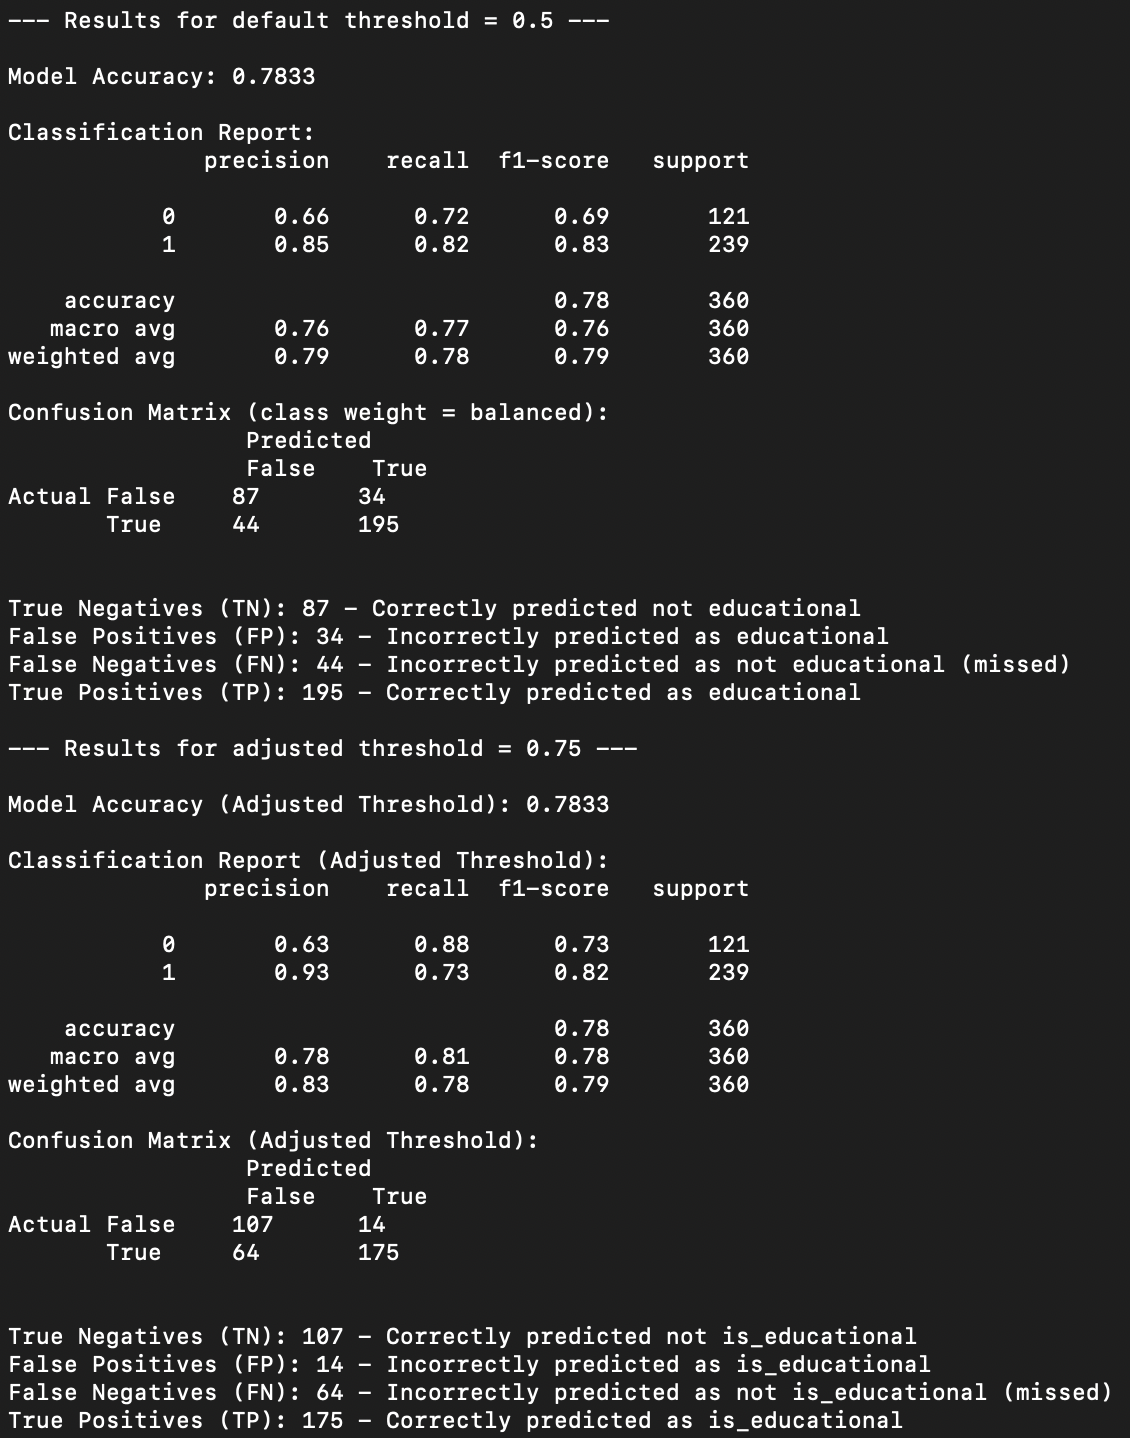 --- Results for default threshold = 0.5 ---
Model Accuracy: 0.7833
Classification Report:
precision recall f1-score support
0 0.66 0.72 0.69 121
1 0.85 0.82 0.83 239
accuracy 0.78 360
macro avg 0.76 0.77 0.76 360
weighted avg 0.79 0.78 0.79 360
Confusion Matrix (class weight = balanced):
Predicted
False True
Actual False 87 34
True 44 195
True Negatives (TN): 87 - Correctly predicted not educational
False Positives (FP): 34 - Incorrectly predicted as educational
False Negatives (FN): 44 - Incorrectly predicted as not educational (missed)
True Positives (TP): 195 - Correctly predicted as educational
--- Results for adjusted threshold = 0.75 ---
Model Accuracy (Adjusted Threshold): 0.7833
Classification Report (Adjusted Threshold):
precision recall f1-score support
0 0.63 0.88 0.73 121
1 0.93 0.73 0.82 239
accuracy 0.78 360
macro avg 0.78 0.81 0.78 360
weighted avg 0.83 0.78 0.79 360
Confusion Matrix (Adjusted Threshold):
Predicted
False True
Actual False 107 14
True 64 175
True Negatives (TN): 107 - Correctly predicted not is_educational
False Positives (FP): 14 - Incorrectly predicted as is_educational
False Negatives (FN): 64 - Incorrectly predicted as not is_educational (missed)
True Positives (TP): 175 - Correctly predicted as is_educational